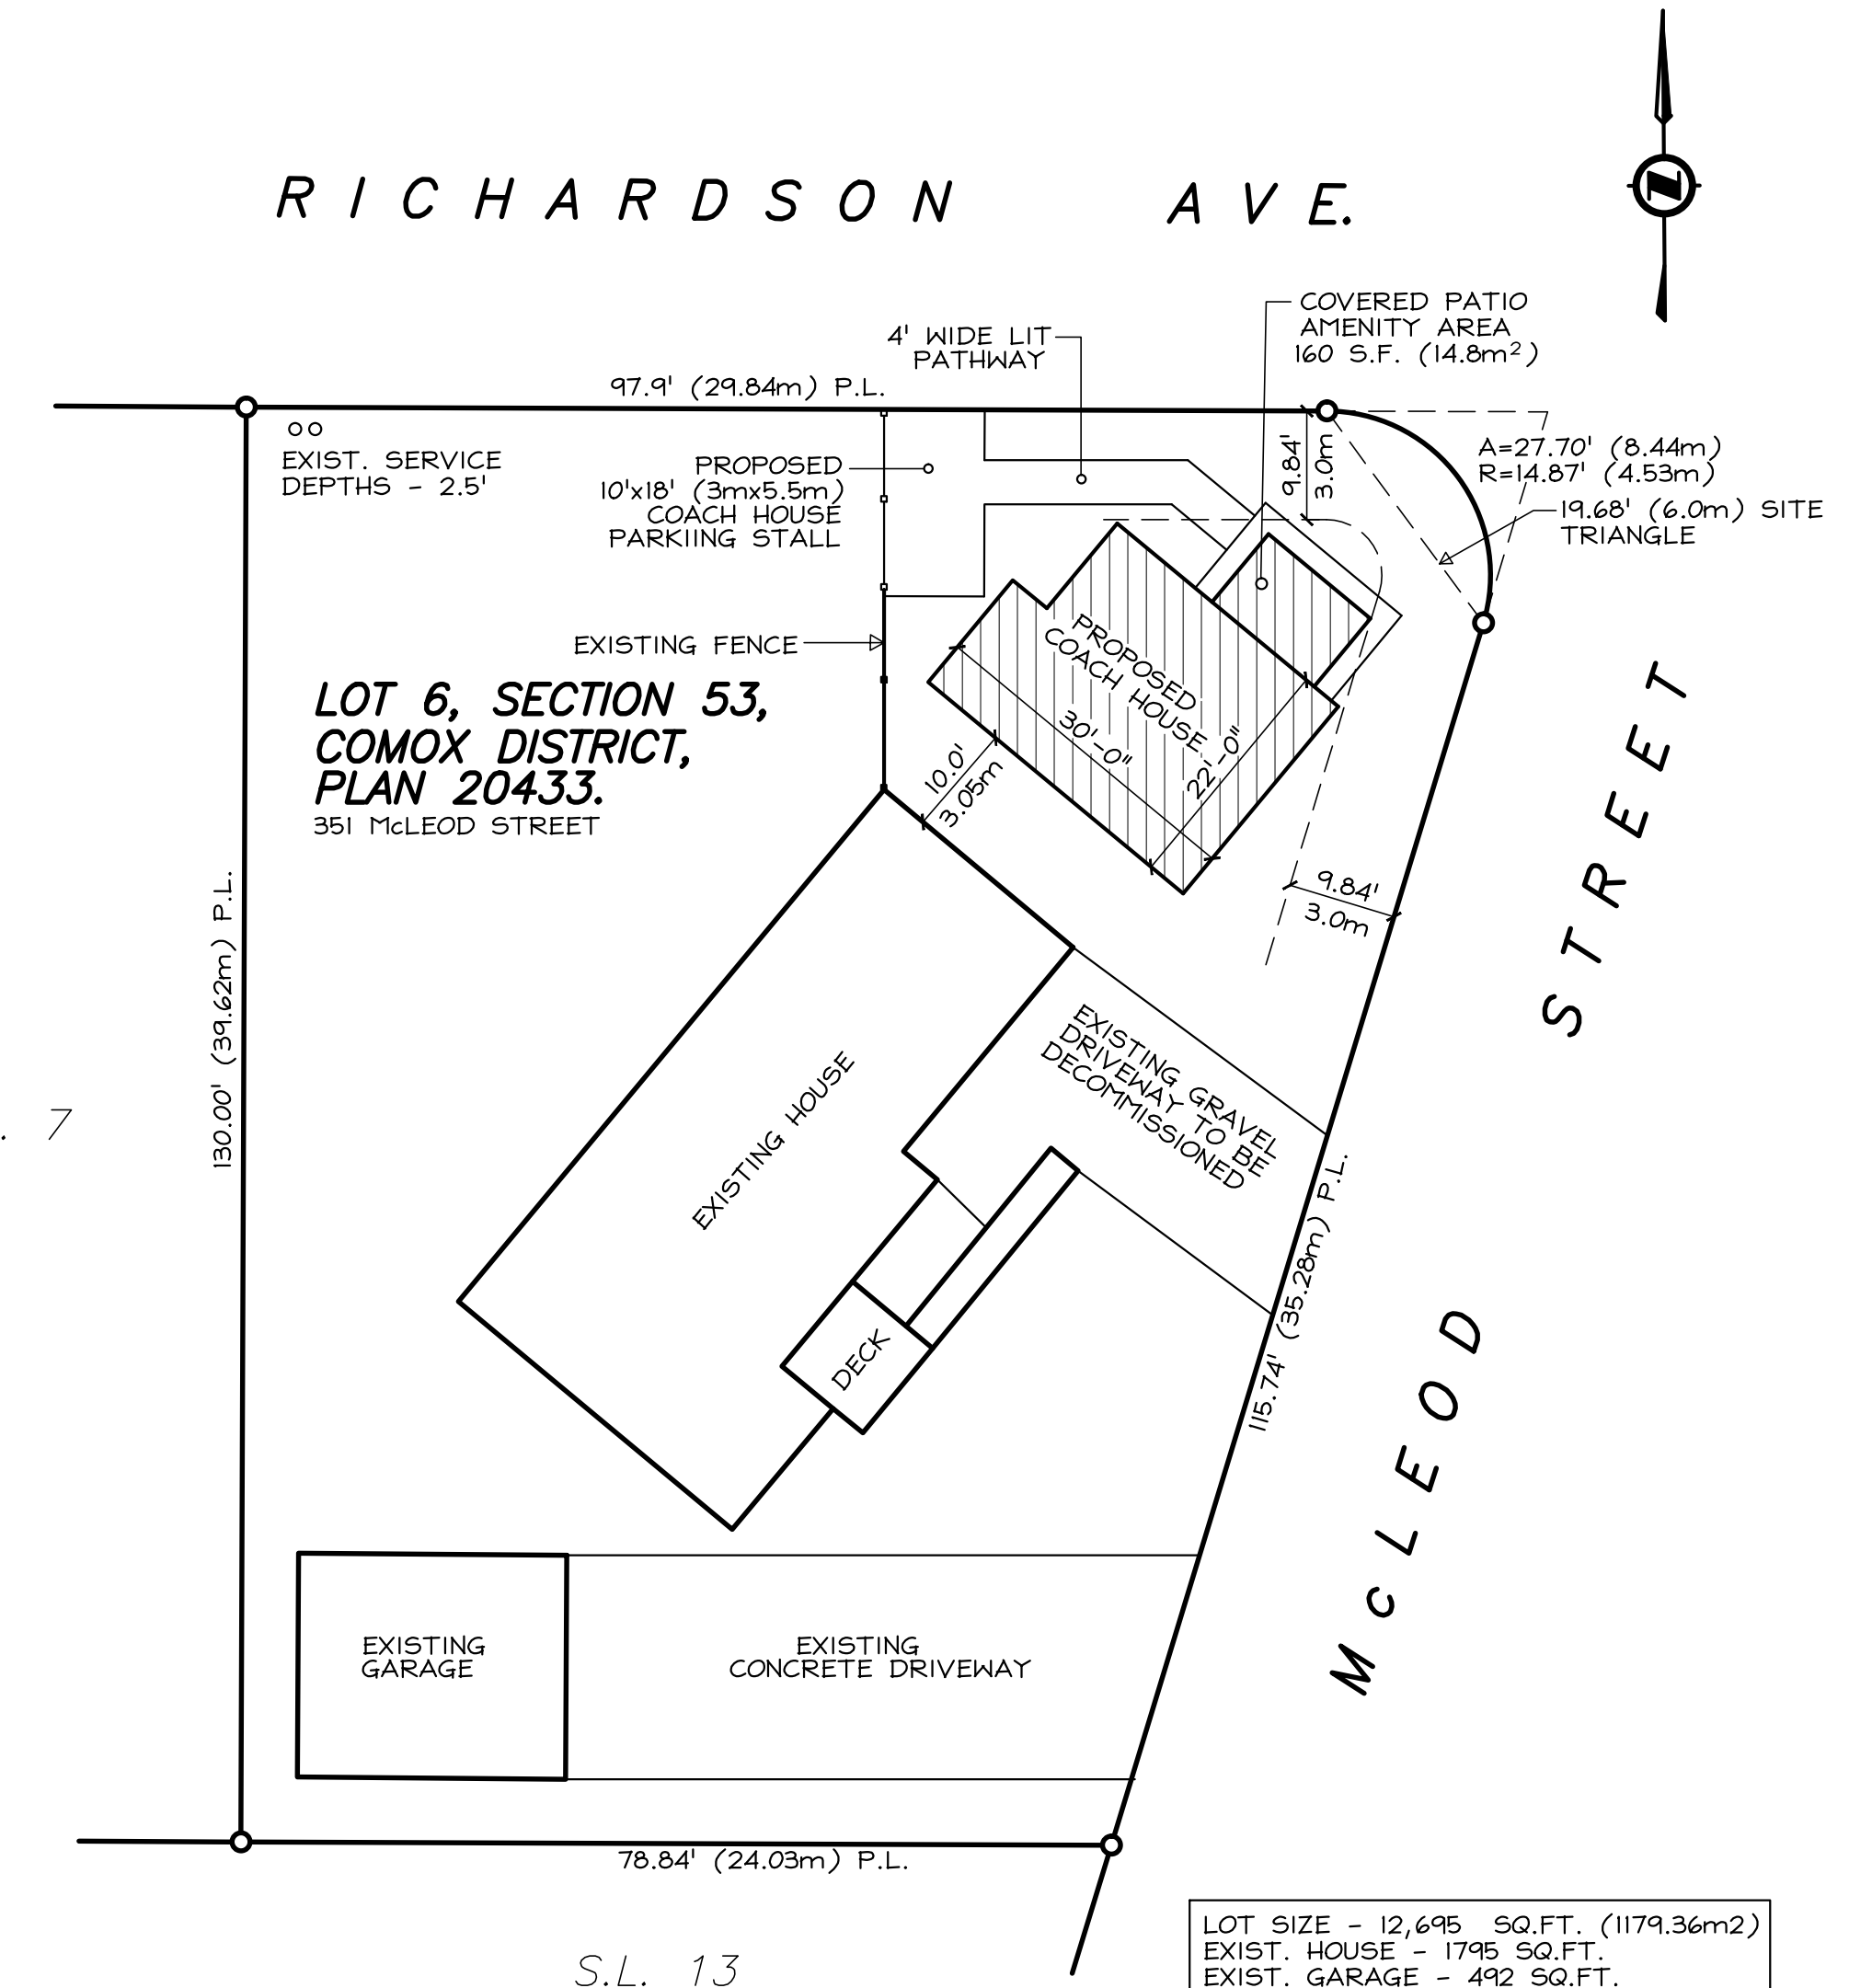 RICHARDSON AVE.
N
COVERED PATIO
AMENITY AREA
160 S.F. (14.8m²)
4' WIDE LIT
PATHWAY
97.9' (29.84m) P.L.
EXIST. SERVICE
DEPTHS - 2.5'
PROPOSED
10'x18' (3mx5.5m)
COACH HOUSE
PARKIING STALL
9.84'
3.0m
A=27.70' (8.44m)
R=14.87' (4.53m)
19.68' (6.0m) SITE
TRIANGLE
EXISTING FENCE
PROPOSED
COACH HOUSE
30'-0"
22'-0"
10.0'
3.05m
LOT 6, SECTION 53,
COMOX DISTRICT,
PLAN 20433.
351 McLEOD STREET
9.84'
3.0m
130.00' (39.62m) P.L.
. 7
EXISTING HOUSE
EXISTING GRAVEL
DRIVEWAY TO BE
DECOMMISSIONED
115.74' (35.28m) P.L.
McLEOD STREET
DECK
EXISTING
GARAGE
EXISTING
CONCRETE DRIVEWAY
78.84' (24.03m) P.L.
S.L. 13
LOT SIZE - 12,695 SQ.FT. (1179.36m2)
EXIST. HOUSE - 1795 SQ.FT.
EXIST. GARAGE - 492 SQ.FT.